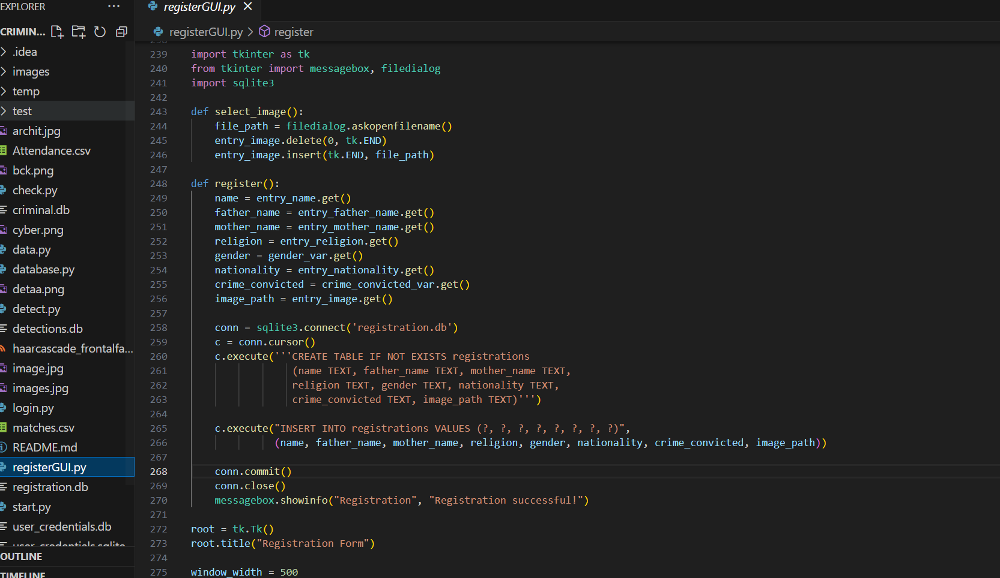 EXPLORER
registerGUI.py
CRIMIN...
registerGUI.py > register
.idea
images
temp
test
archit.jpg
Attendance.csv
bck.png
check.py
criminal.db
cyber.png
data.py
database.py
detaa.png
detect.py
detections.db
haarcascade_frontalfa...
image.jpg
images.jpg
login.py
matches.csv
README.md
registerGUI.py
registration.db
start.py
user_credentials.db
user_credentials.sqlite
OUTLINE
TIMELINE
238
239 import tkinter as tk
240 from tkinter import messagebox, filedialog
241 import sqlite3
242
243 def select_image():
244     file_path = filedialog.askopenfilename()
245     entry_image.delete(0, tk.END)
246     entry_image.insert(tk.END, file_path)
247
248 def register():
249     name = entry_name.get()
250     father_name = entry_father_name.get()
251     mother_name = entry_mother_name.get()
252     religion = entry_religion.get()
253     gender = gender_var.get()
254     nationality = entry_nationality.get()
255     crime_convicted = crime_convicted_var.get()
256     image_path = entry_image.get()
257
258     conn = sqlite3.connect('registration.db')
259     c = conn.cursor()
260     c.execute('''CREATE TABLE IF NOT EXISTS registrations
261                  (name TEXT, father_name TEXT, mother_name TEXT,
262                  religion TEXT, gender TEXT, nationality TEXT,
263                  crime_convicted TEXT, image_path TEXT)''')
264
265     c.execute("INSERT INTO registrations VALUES (?, ?, ?, ?, ?, ?, ?, ?)",
266               (name, father_name, mother_name, religion, gender, nationality, crime_convicted, image_path))
267
268     conn.commit()
269     conn.close()
270     messagebox.showinfo("Registration", "Registration successful!")
271
272 root = tk.Tk()
273 root.title("Registration Form")
274
275 window_width = 500